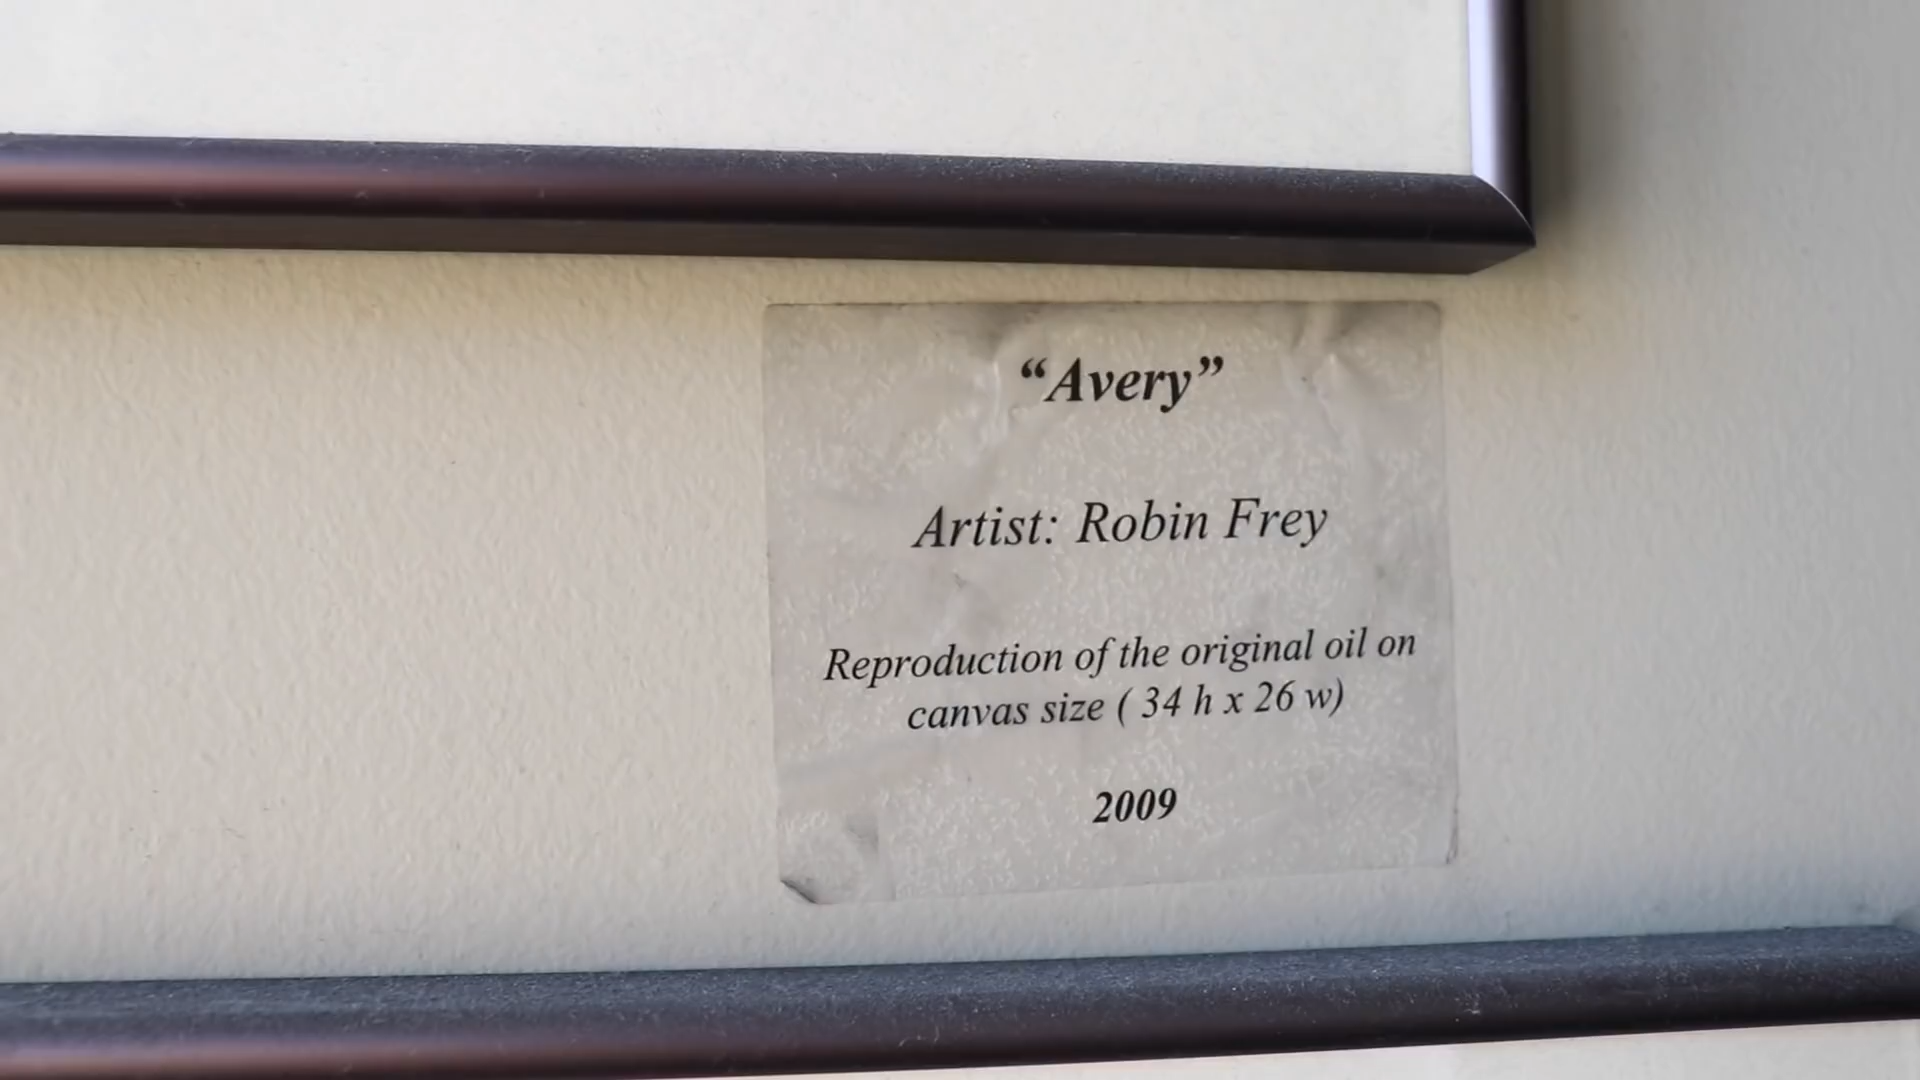 “Avery”
Artist: Robin Frey
Reproduction of the original oil on
canvas size ( 34 h x 26 w)
2009